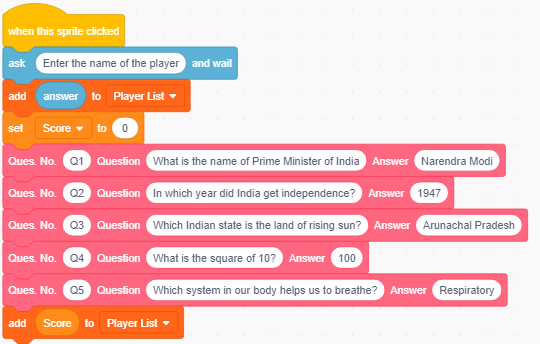 when this sprite clicked
ask Enter the name of the player and wait
add answer to Player List
set Score to 0
Ques. No. Q1 Question What is the name of Prime Minister of India Answer Narendra Modi
Ques. No. Q2 Question In which year did India get independence? Answer 1947
Ques. No. Q3 Question Which Indian state is the land of rising sun? Answer Arunachal Pradesh
Ques. No. Q4 Question What is the square of 10? Answer 100
Ques. No. Q5 Question Which system in our body helps us to breathe? Answer Respiratory
add Score to Player List